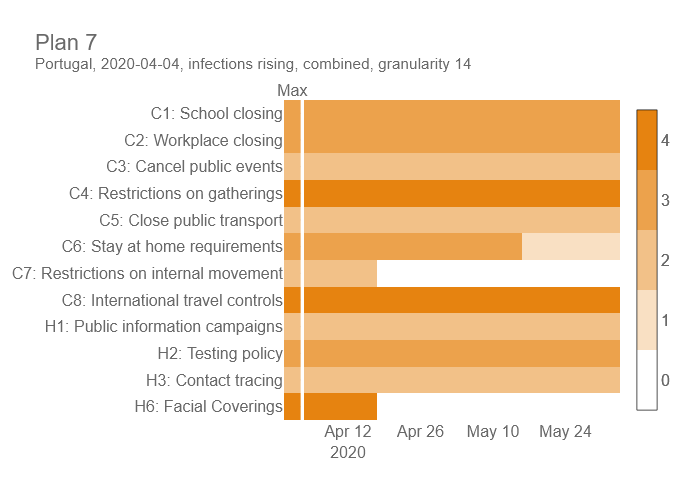 Plan 7
Portugal, 2020-04-04, infections rising, combined, granularity 14
Max
C1: School closing
C2: Workplace closing
C3: Cancel public events
C4: Restrictions on gatherings
C5: Close public transport
C6: Stay at home requirements
C7: Restrictions on internal movement
C8: International travel controls
H1: Public information campaigns
H2: Testing policy
H3: Contact tracing
H6: Facial Coverings
Apr 12 Apr 26 May 10 May 24
2020
4
3
2
1
0